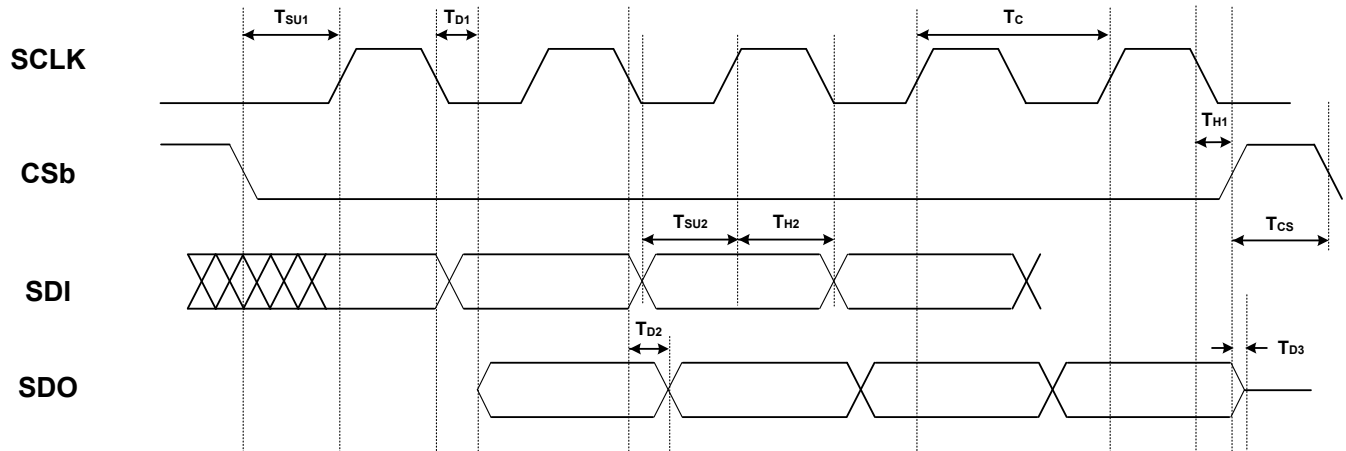 TSU1
TD1
TC
SCLK
TH1
CSb
TSU2
TH2
TCS
SDI
TD2
TD3
SDO